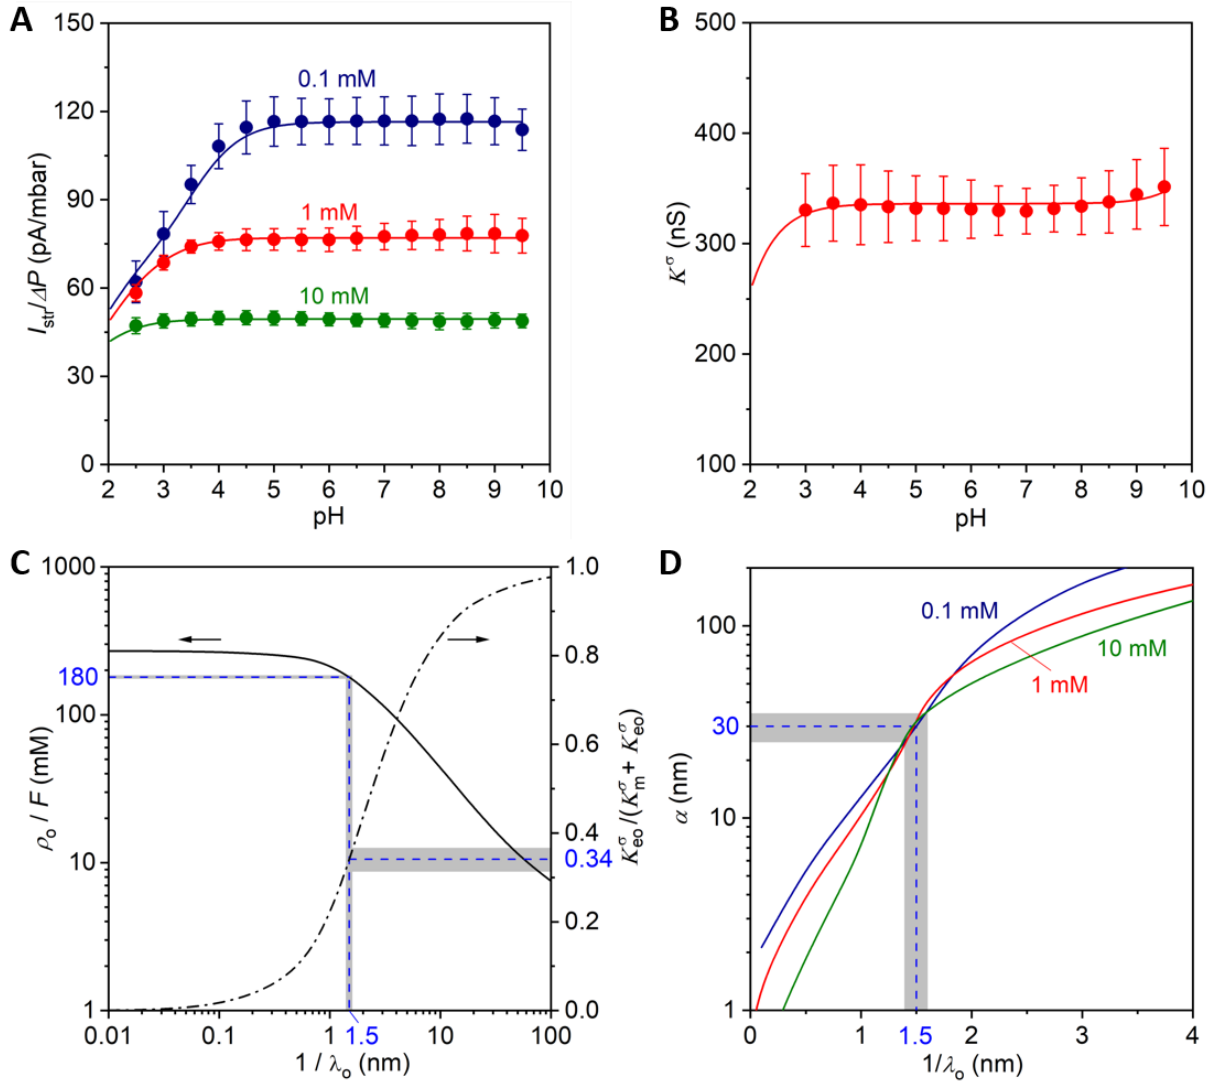 A
150
120
90
60
30
0
I_str/ΔP (pA/mbar)
0.1 mM
1 mM
10 mM
2 3 4 5 6 7 8 9 10
pH
B
500
400
300
200
100
K^σ (nS)
2 3 4 5 6 7 8 9 10
pH
C
1000
180
100
10
1
ρ_o / F (mM)
1.0
0.8
0.6
0.4
0.34
0.2
0.0
K^σ_eo/(K^σ_m + K^σ_eo)
0.01 0.1 1 1.5 10 100
1 / λ_o (nm)
D
100
30
10
1
α (nm)
0.1 mM
1 mM
10 mM
0 1 1.5 2 3 4
1/λ_o (nm)